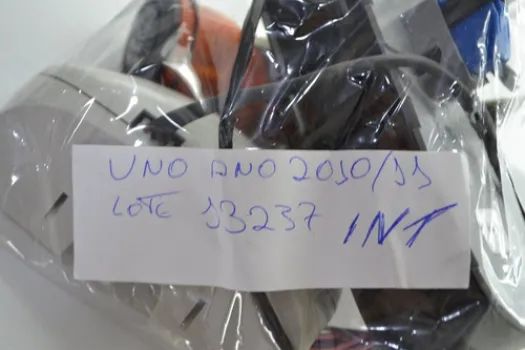 UNO ANO 2010/11
LOTE 13237 INT